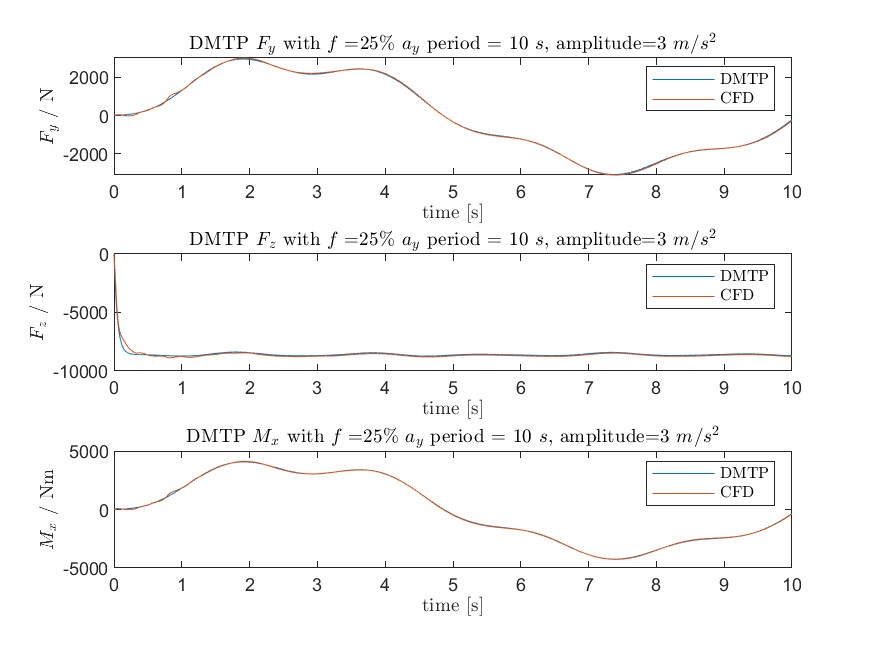 DMTP F_y with f =25% a_y period = 10 s, amplitude=3 m/s^2
F_y / N
2000
0
-2000
DMTP
CFD
0 1 2 3 4 5 6 7 8 9 10
time [s]
DMTP F_z with f =25% a_y period = 10 s, amplitude=3 m/s^2
F_z / N
0
-5000
-10000
DMTP
CFD
0 1 2 3 4 5 6 7 8 9 10
time [s]
DMTP M_x with f =25% a_y period = 10 s, amplitude=3 m/s^2
M_x / Nm
5000
0
-5000
DMTP
CFD
0 1 2 3 4 5 6 7 8 9 10
time [s]